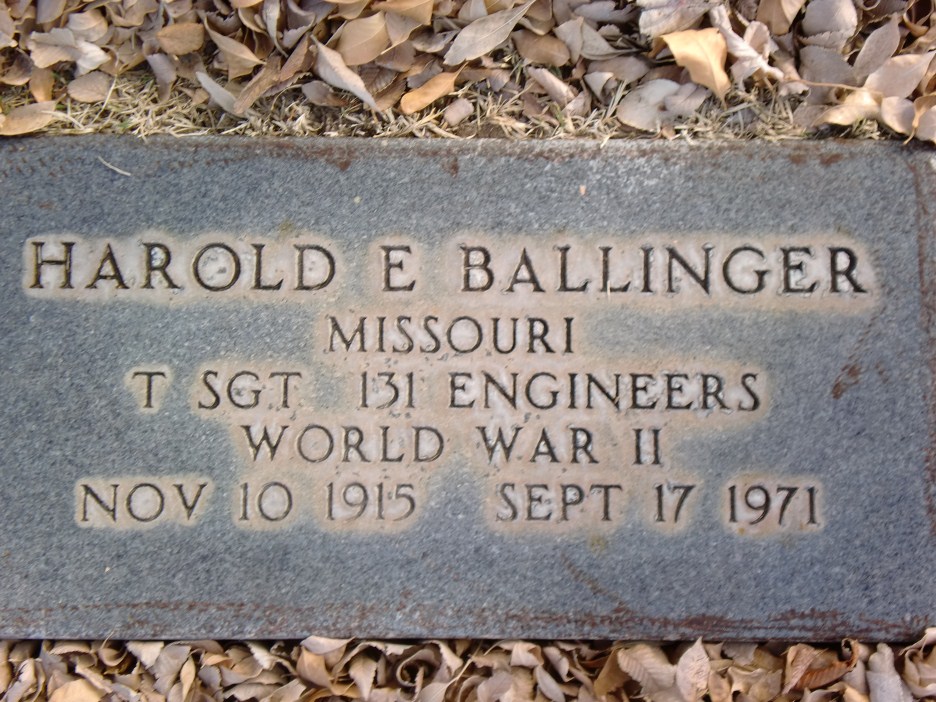 HAROLD E BALLINGER
MISSOURI
T SGT 131 ENGINEERS
WORLD WAR II
NOV 10 1915 SEPT 17 1971